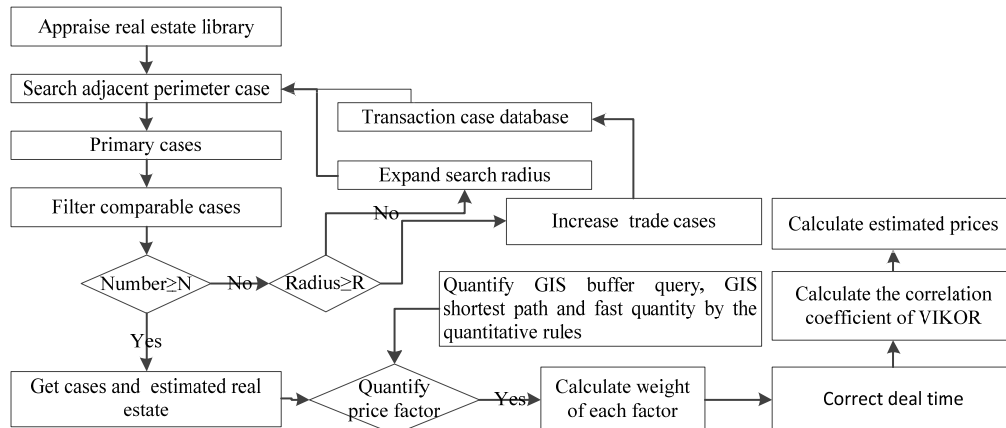 Appraise real estate library
Search adjacent perimeter case
Transaction case database
Primary cases
Expand search radius
Filter comparable cases
No
Increase trade cases
Calculate estimated prices
Number≥N
No
Radius≥R
Quantify GIS buffer query, GIS
shortest path and fast quantity by the
quantitative rules
Calculate the correlation
coefficient of VIKOR
Yes
Get cases and estimated real
estate
Quantify
price factor
Yes
Calculate weight
of each factor
Correct deal time